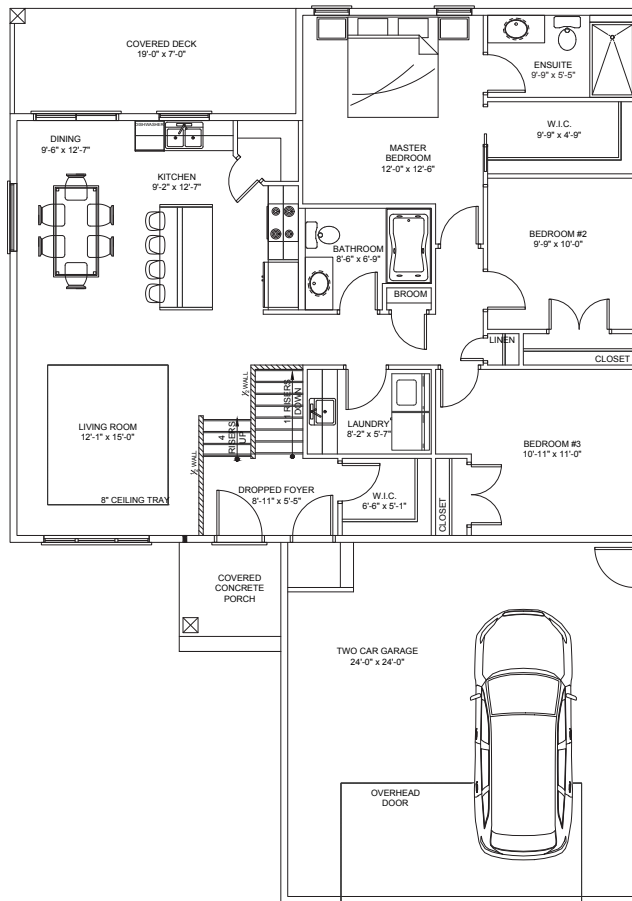 COVERED DECK
19'-0" x 7'-0"
ENSUITE
9'-9" x 5'-5"
DISHWASHER
DINING
9'-6" x 12'-7"
W.I.C.
9'-9" x 4'-9"
MASTER
BEDROOM
12'-0" x 12'-6"
KITCHEN
9'-2" x 12'-7"
BEDROOM #2
9'-9" x 10'-0"
BATHROOM
8'-6" x 6'-9"
BROOM
LINEN
CLOSET
½ WALL
11 RISERS
DOWN
LIVING ROOM
12'-1" x 15'-0"
4
RISERS
UP
LAUNDRY
8'-2" x 5'-7"
BEDROOM #3
10'-11" x 11'-0"
½ WALL
8" CEILING TRAY
DROPPED FOYER
8'-11" x 5'-5"
W.I.C.
6'-6" x 5'-1"
CLOSET
COVERED
CONCRETE
PORCH
TWO CAR GARAGE
24'-0" x 24'-0"
OVERHEAD
DOOR